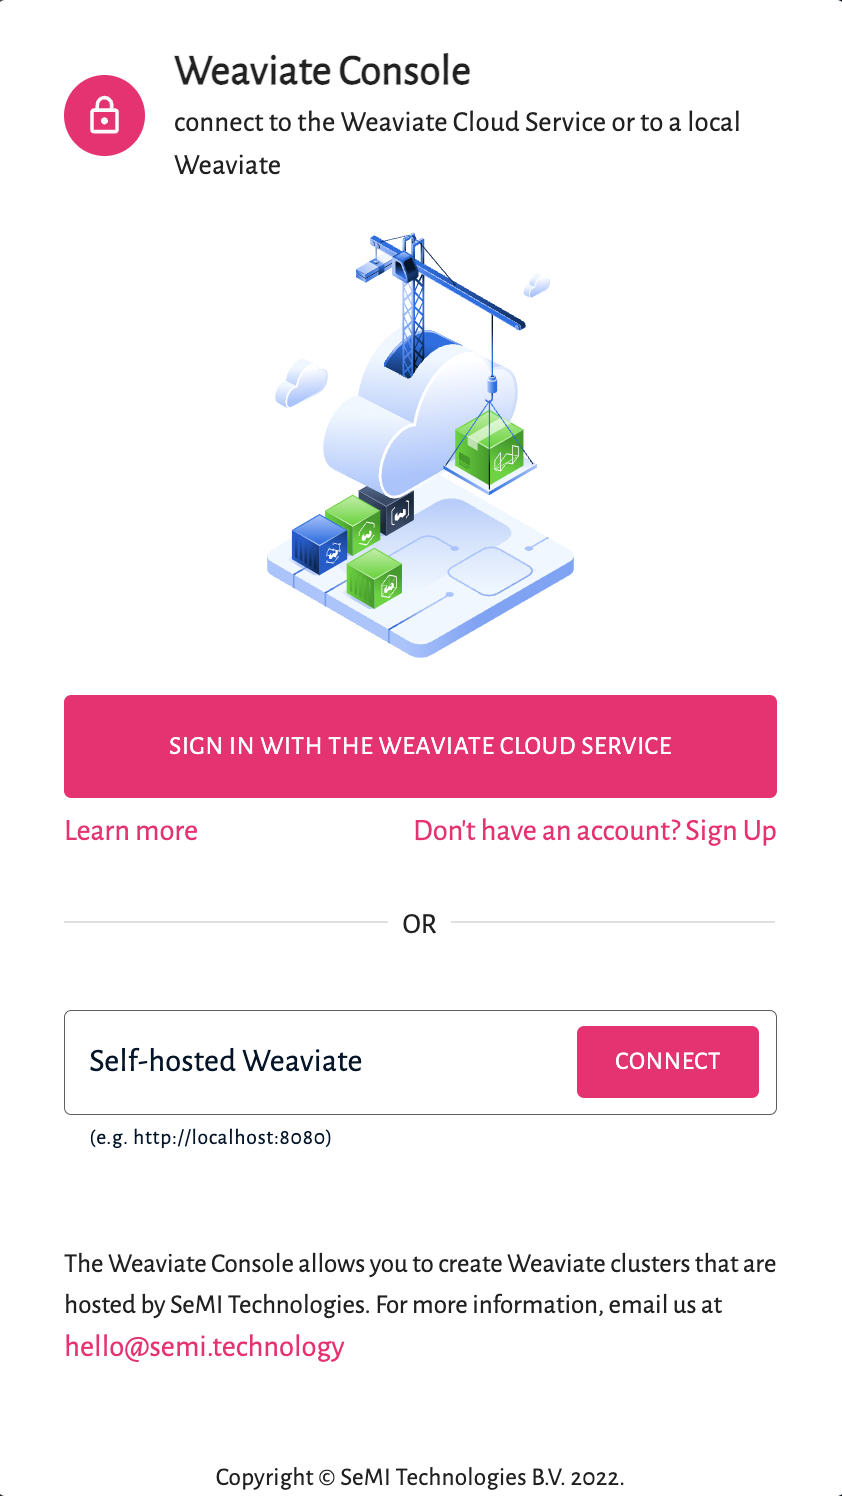 Weaviate Console
connect to the Weaviate Cloud Service or to a local
Weaviate
SIGN IN WITH THE WEAVIATE CLOUD SERVICE
Learn more
Don't have an account? Sign Up
OR
Self-hosted Weaviate
CONNECT
(e.g. http://localhost:8080)
The Weaviate Console allows you to create Weaviate clusters that are
hosted by SeMI Technologies. For more information, email us at
hello@semi.technology
Copyright © SeMI Technologies B.V. 2022.